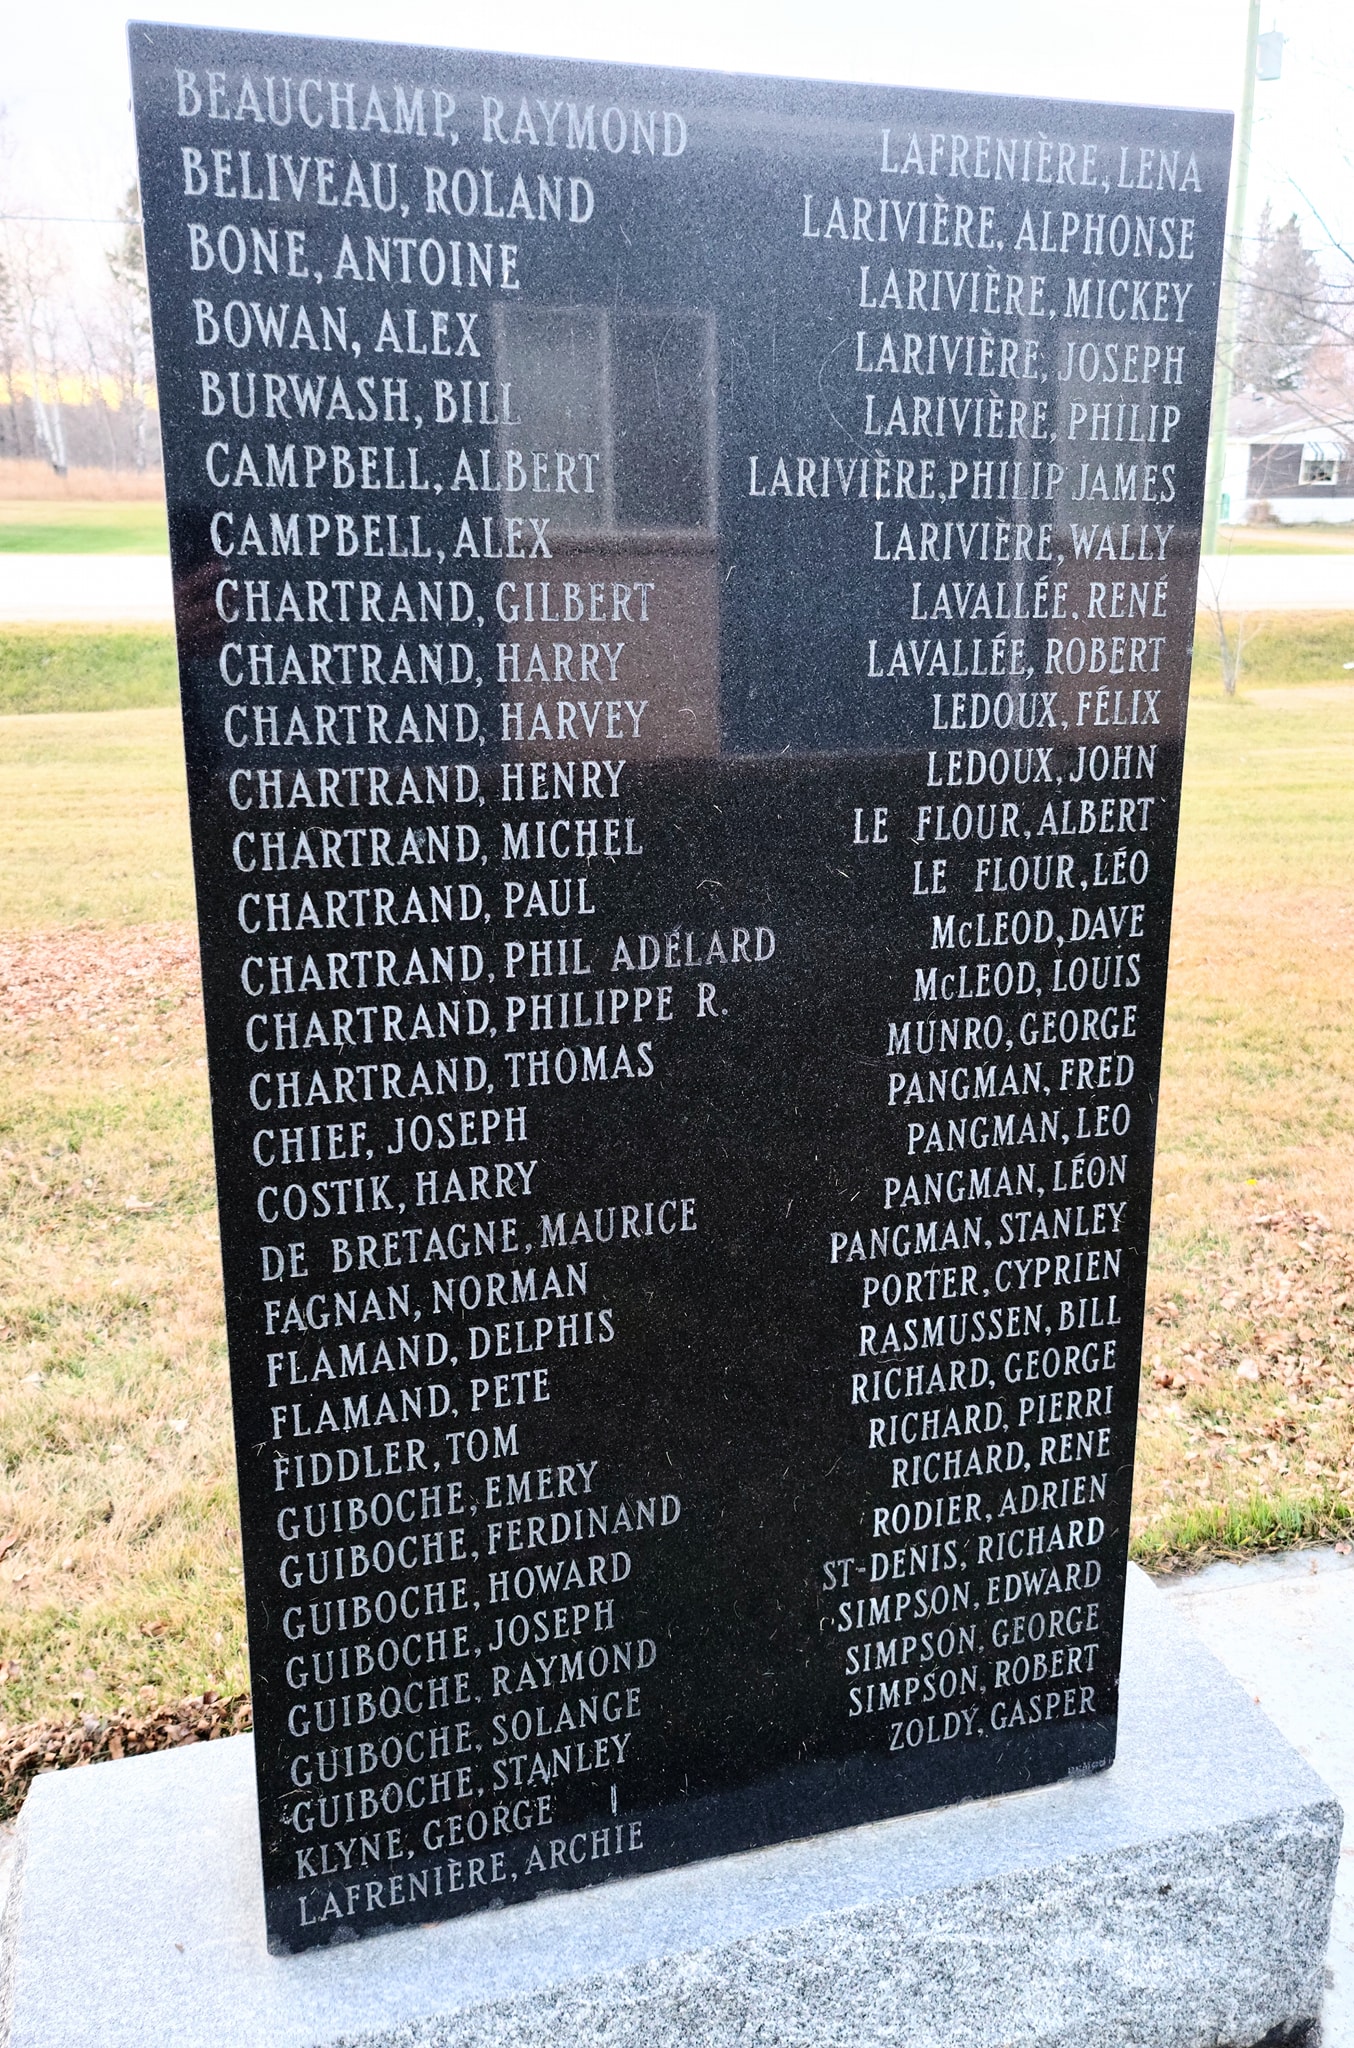 BEAUCHAMP, RAYMOND
BELIVEAU, ROLAND
BONE, ANTOINE
BOWAN, ALEX
BURWASH, BILL
CAMPBELL, ALBERT
CAMPBELL, ALEX
CHARTRAND, GILBERT
CHARTRAND, HARRY
CHARTRAND, HARVEY
CHARTRAND, HENRY
CHARTRAND, MICHEL
CHARTRAND, PAUL
CHARTRAND, PHIL ADÉLARD
CHARTRAND, PHILIPPE R.
CHARTRAND, THOMAS
CHIEF, JOSEPH
COSTIK, HARRY
DE BRETAGNE, MAURICE
FAGNAN, NORMAN
FLAMAND, DELPHIS
FLAMAND, PETE
FIDDLER, TOM
GUIBOCHE, EMERY
GUIBOCHE, FERDINAND
GUIBOCHE, HOWARD
GUIBOCHE, JOSEPH
GUIBOCHE, RAYMOND
GUIBOCHE, SOLANGE
GUIBOCHE, STANLEY
KLYNE, GEORGE
LAFRENIÈRE, ARCHIE
LAFRENIÈRE, LENA
LARIVIÈRE, ALPHONSE
LARIVIÈRE, MICKEY
LARIVIÈRE, JOSEPH
LARIVIÈRE, PHILIP
LARIVIÈRE, PHILIP JAMES
LARIVIÈRE, WALLY
LAVALLÉE, RENÉ
LAVALLÉE, ROBERT
LEDOUX, FÉLIX
LEDOUX, JOHN
LE FLOUR, ALBERT
LE FLOUR, LÉO
McLEOD, DAVE
McLEOD, LOUIS
MUNRO, GEORGE
PANGMAN, FRED
PANGMAN, LEO
PANGMAN, LÉON
PANGMAN, STANLEY
PORTER, CYPRIEN
RASMUSSEN, BILL
RICHARD, GEORGE
RICHARD, PIERRI
RICHARD, RENE
RODIER, ADRIEN
ST-DENIS, RICHARD
SIMPSON, EDWARD
SIMPSON, GEORGE
SIMPSON, ROBERT
ZOLDY, GASPER